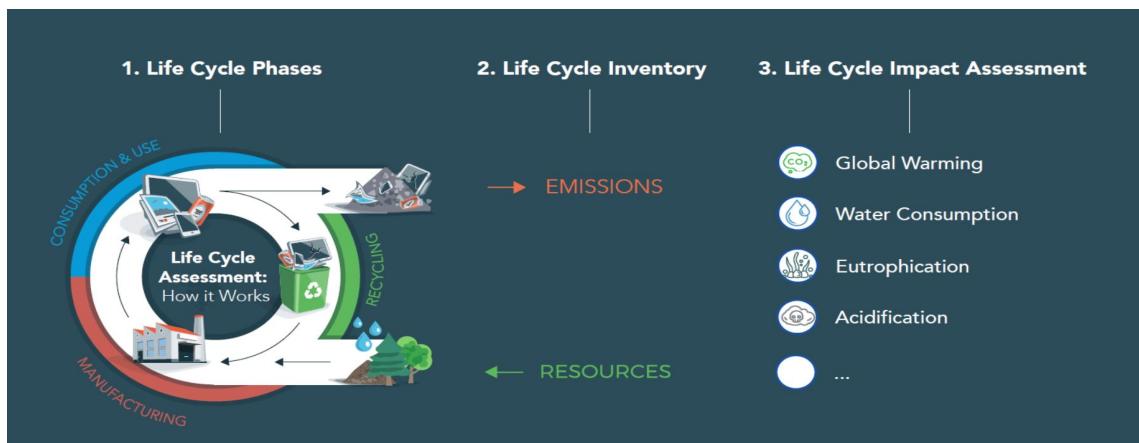 1. Life Cycle Phases
2. Life Cycle Inventory
3. Life Cycle Impact Assessment
CONSUMPTION & USE
RECYCLING
MANUFACTURING
Life Cycle
Assessment:
How it Works
EMISSIONS
RESOURCES
CO₂
Global Warming
Water Consumption
Eutrophication
Acidification
...